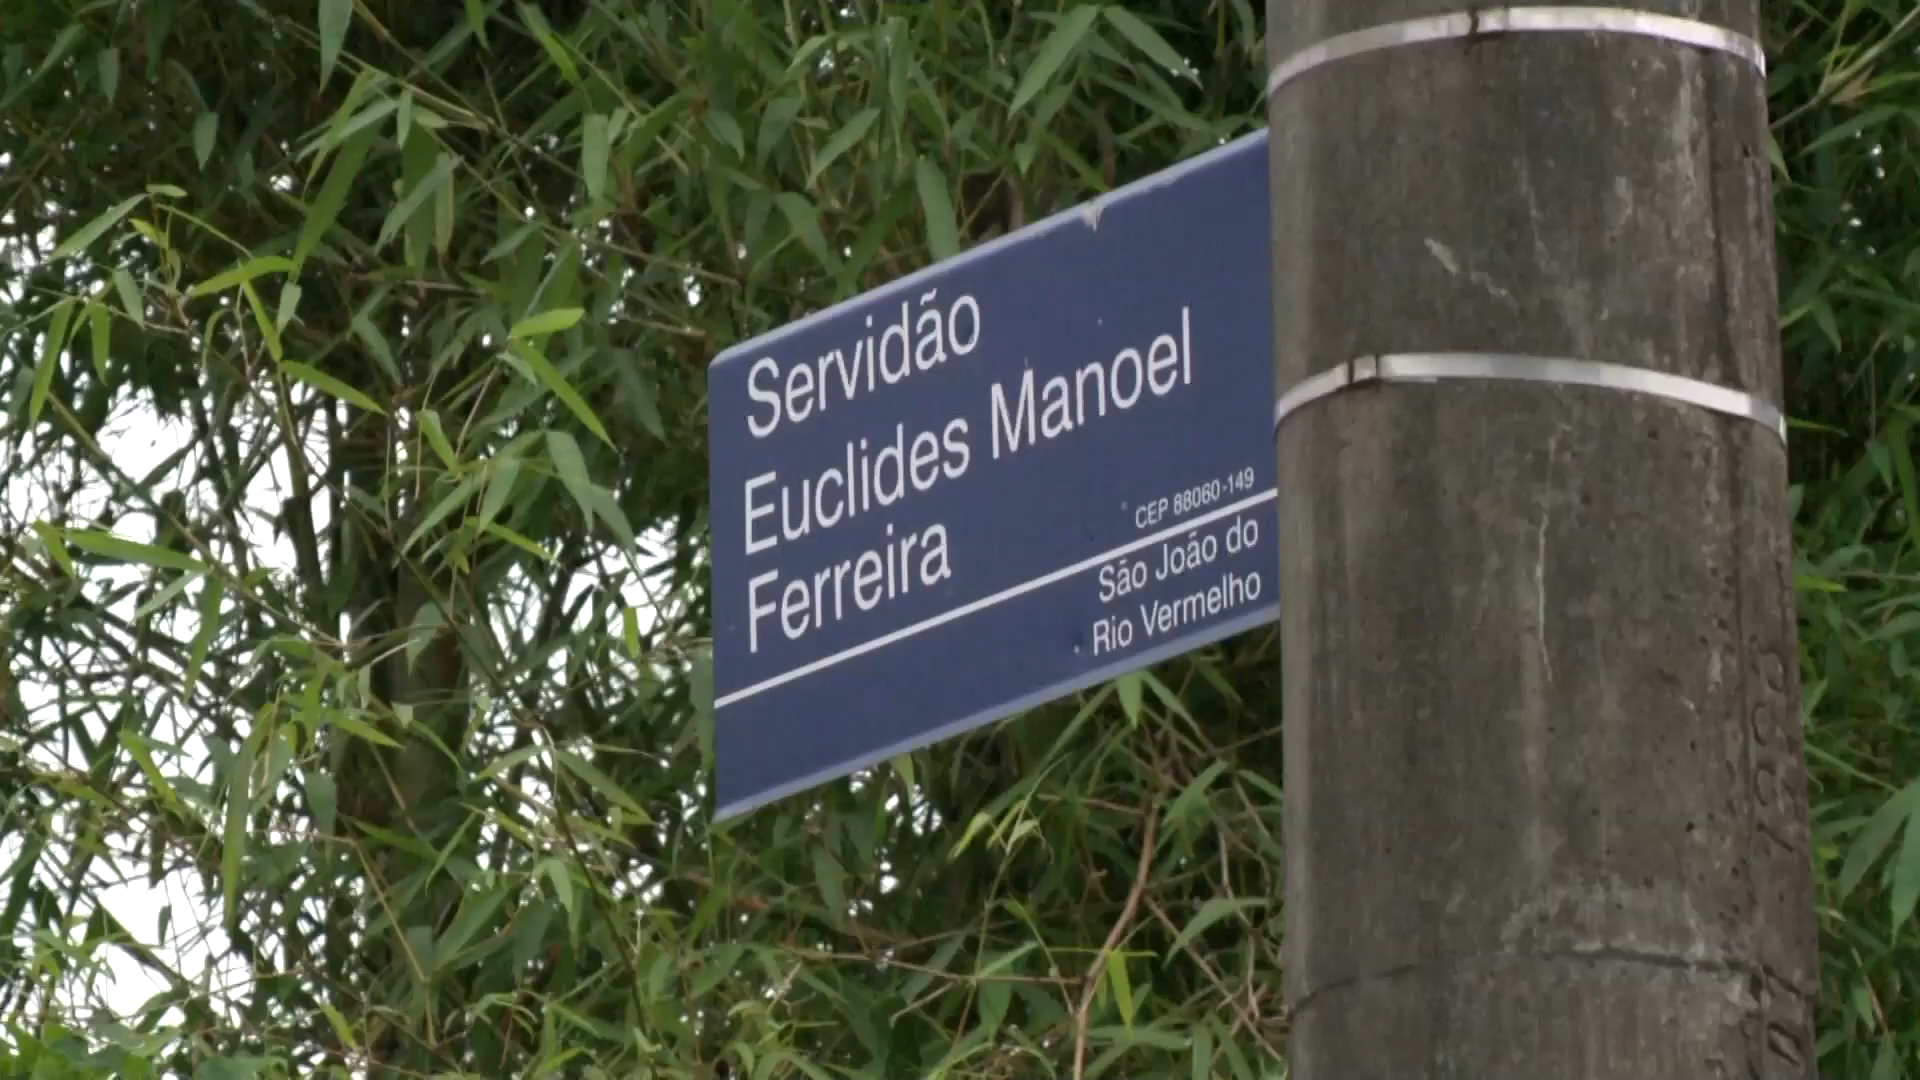 Servidão
Euclides Manoel
Ferreira
CEP 88060-149
São João do
Rio Vermelho